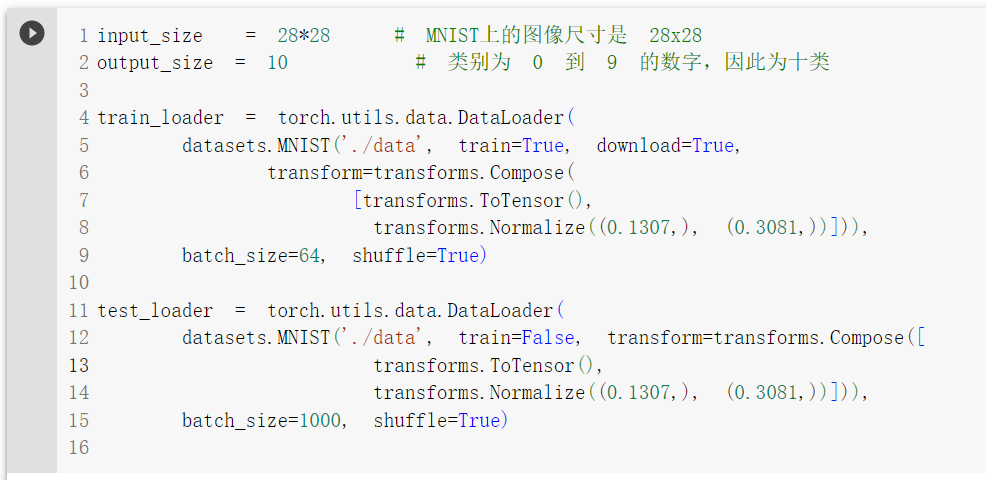 1 input_size    =  28*28      #  MNIST上的图像尺寸是  28x28
2 output_size  =  10            #  类别为  0  到  9  的数字，因此为十类
3
4 train_loader  =  torch.utils.data.DataLoader(
5         datasets.MNIST('./data',  train=True,  download=True,
6                 transform=transforms.Compose(
7                         [transforms.ToTensor(),
8                           transforms.Normalize((0.1307,),  (0.3081,))])),
9         batch_size=64,  shuffle=True)
10
11 test_loader  =  torch.utils.data.DataLoader(
12         datasets.MNIST('./data',  train=False,  transform=transforms.Compose([
13                           transforms.ToTensor(),
14                           transforms.Normalize((0.1307,),  (0.3081,))])),
15         batch_size=1000,  shuffle=True)
16